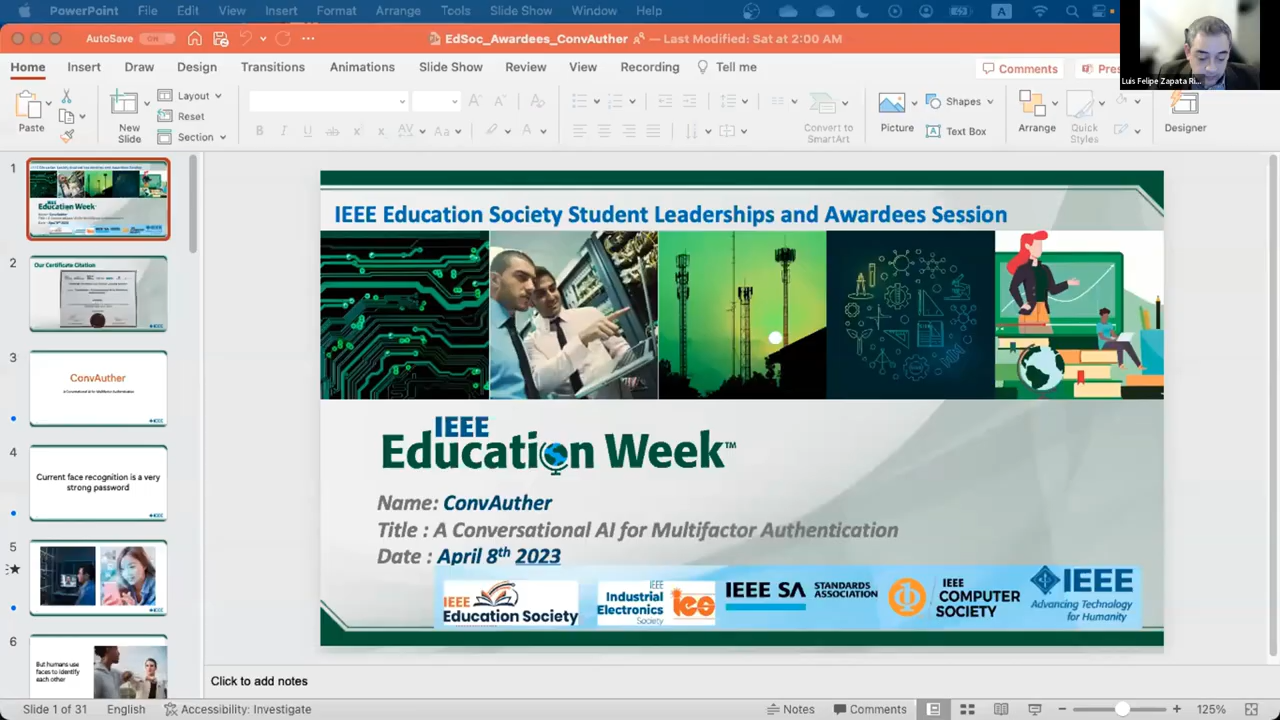 PowerPoint File Edit View Insert Format Arrange Tools Slide Show Window Help
AutoSave ON EdSoc_Awardees_ConvAuther — Last Modified: Sat at 2:00 AM
Luis Felipe Zapata Ri...
Home Insert Draw Design Transitions Animations Slide Show Review View Recording Tell me Comments Pres
Paste New Slide Layout Reset Section Convert to SmartArt Picture Shapes Text Box Arrange Quick Styles Designer
1
2
Our Certificate Citation
3
ConvAuther
A Conversational AI for Multifactor Authentication
4
Current face recognition is a very
strong password
5
6
But humans use
faces to identify
each other
IEEE Education Society Student Leaderships and Awardees Session
IEEE
Education Week™
Name: ConvAuther
Title : A Conversational AI for Multifactor Authentication
Date : April 8th 2023
IEEE
Education Society
IEEE
Industrial
Electronics
Society
ies
IEEE SA STANDARDS ASSOCIATION
IEEE
COMPUTER
SOCIETY
IEEE
Advancing Technology
for Humanity
Click to add notes
Slide 1 of 31 English Accessibility: Investigate Notes Comments 125%